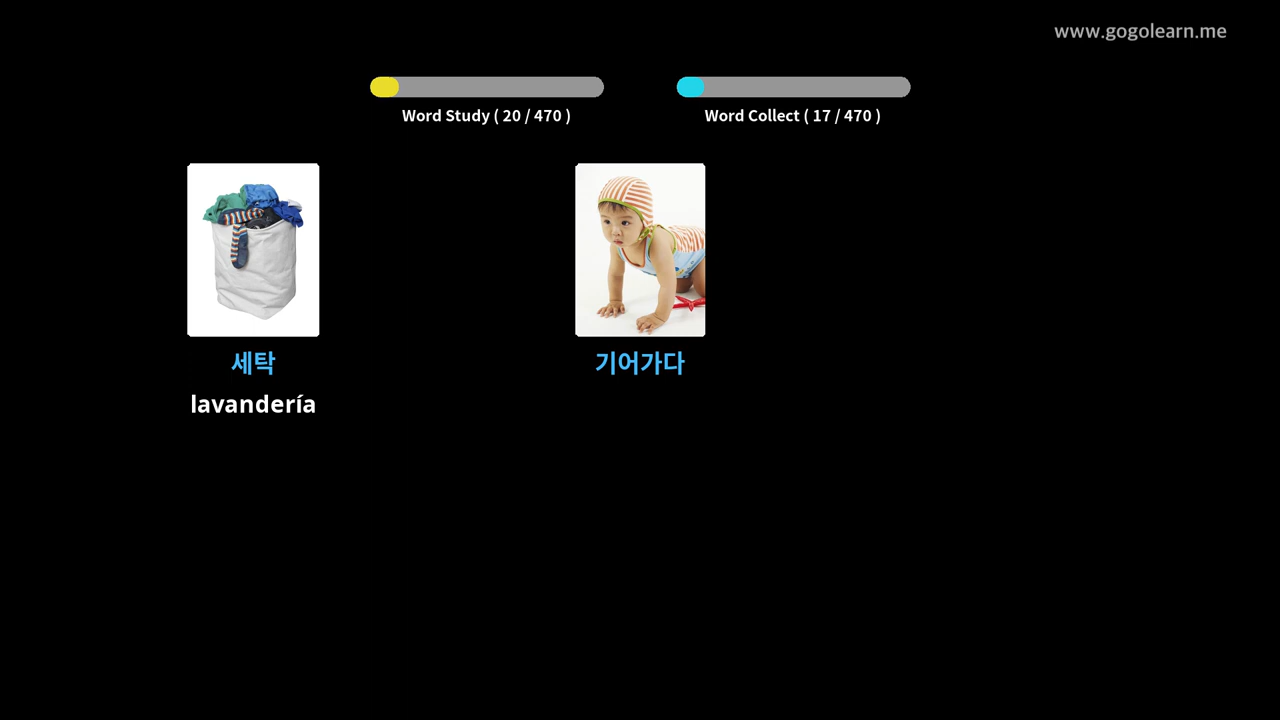 www.gogolearn.me
Word Study ( 20 / 470 )
Word Collect ( 17 / 470 )
세탁
기어가다
lavandería